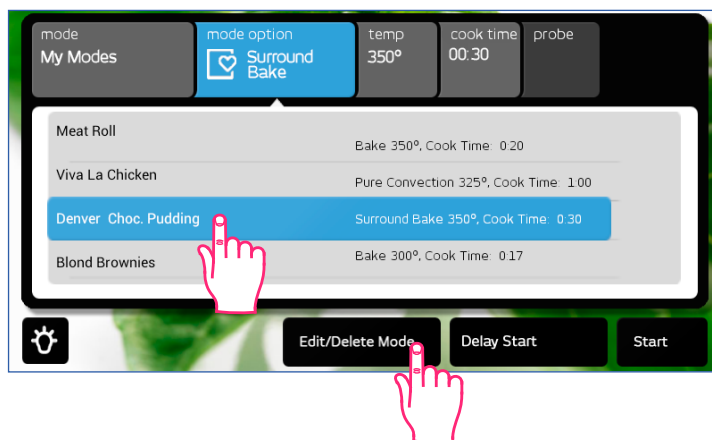 mode
My Modes
mode option
Surround
Bake
temp
350°
cook time
00:30
probe
Meat Roll
Bake 350°, Cook Time: 0:20
Viva La Chicken
Pure Convection 325°, Cook Time: 1:00
Denver Choc. Pudding
Surround Bake 350°, Cook Time: 0:30
Blond Brownies
Bake 300°, Cook Time: 0:17
Edit/Delete Mode
Delay Start
Start